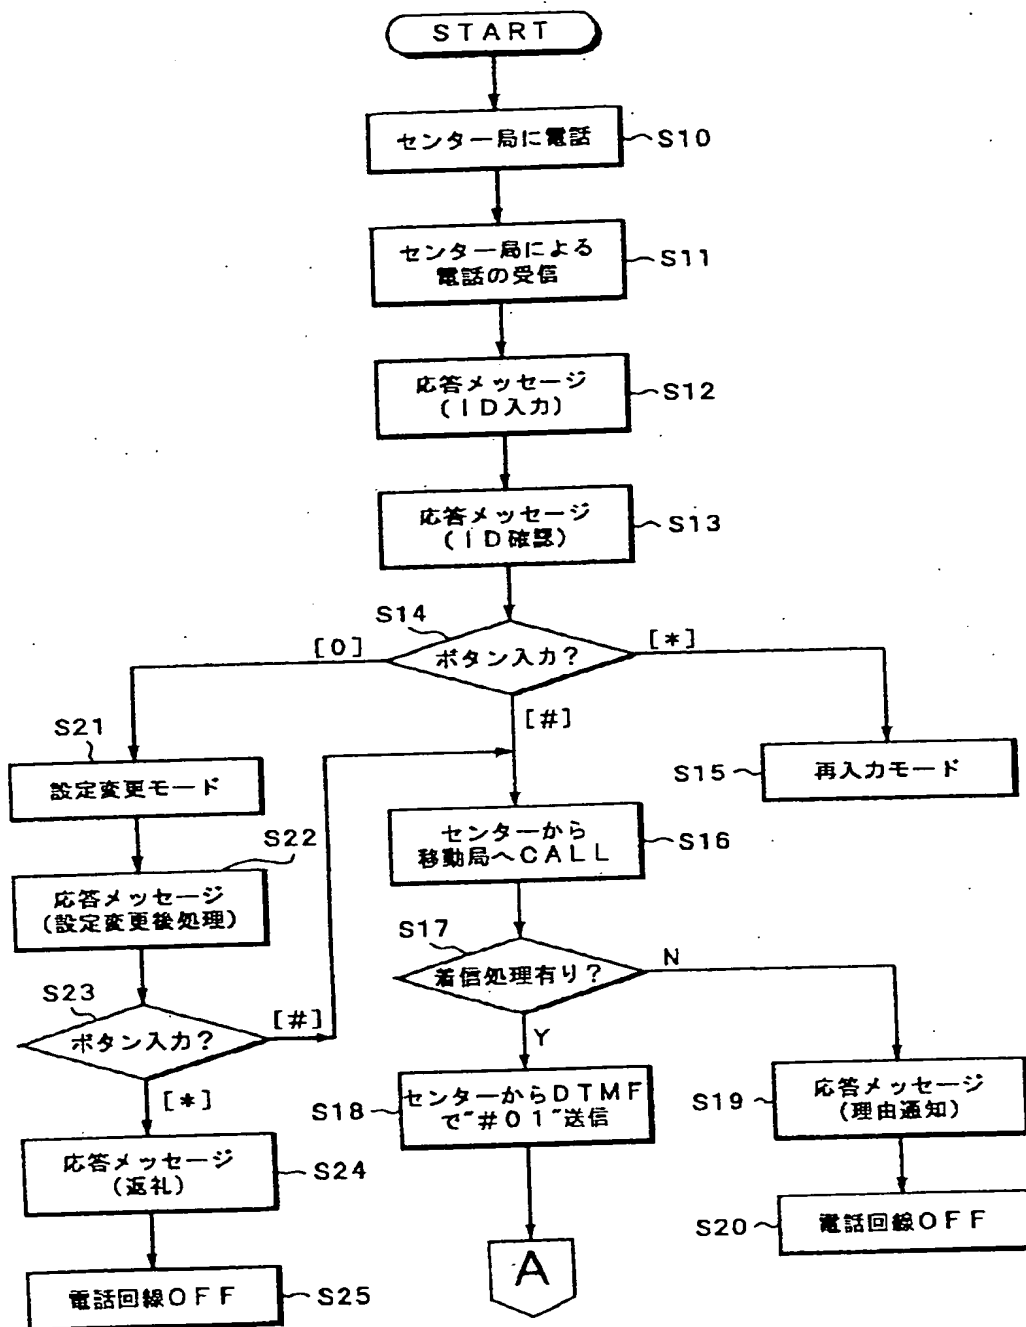 START
センター局に電話
S10
センター局による
電話の受信
S11
応答メッセージ
(ID入力)
S12
応答メッセージ
(ID確認)
S13
S14
[0]
ボタン入力?
[*]
[#]
S21
設定変更モード
S15
再入力モード
センターから
移動局へCALL
S16
S22
応答メッセージ
(設定変更後処理)
S17
着信処理有り?
N
Y
S23
ボタン入力?
[#]
[*]
S18
センターからDTMF
で"#01"送信
S19
応答メッセージ
(理由通知)
応答メッセージ
(返礼)
S24
S20
電話回線OFF
A
電話回線OFF
S25